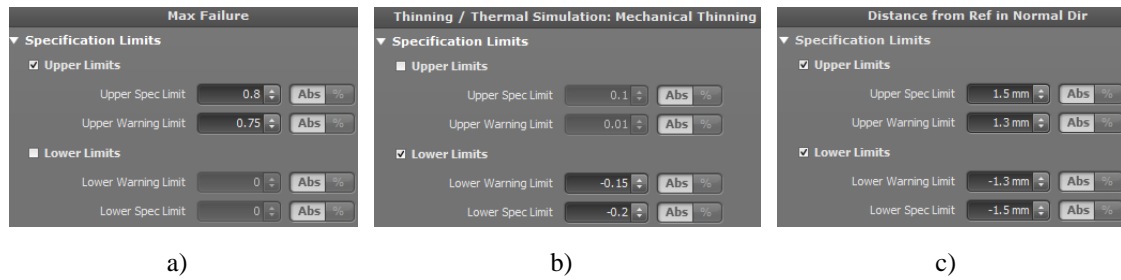 Max Failure
Specification Limits
Upper Limits
Upper Spec Limit 0.8 Abs %
Upper Warning Limit 0.75 Abs %
Lower Limits
Lower Warning Limit 0 Abs %
Lower Spec Limit 0 Abs %
a)
Thinning / Thermal Simulation: Mechanical Thinning
Specification Limits
Upper Limits
Upper Spec Limit 0.1 Abs %
Upper Warning Limit 0.01 Abs %
Lower Limits
Lower Warning Limit -0.15 Abs %
Lower Spec Limit -0.2 Abs %
b)
Distance from Ref in Normal Dir
Specification Limits
Upper Limits
Upper Spec Limit 1.5 mm Abs %
Upper Warning Limit 1.3 mm Abs %
Lower Limits
Lower Warning Limit -1.3 mm Abs %
Lower Spec Limit -1.5 mm Abs %
c)